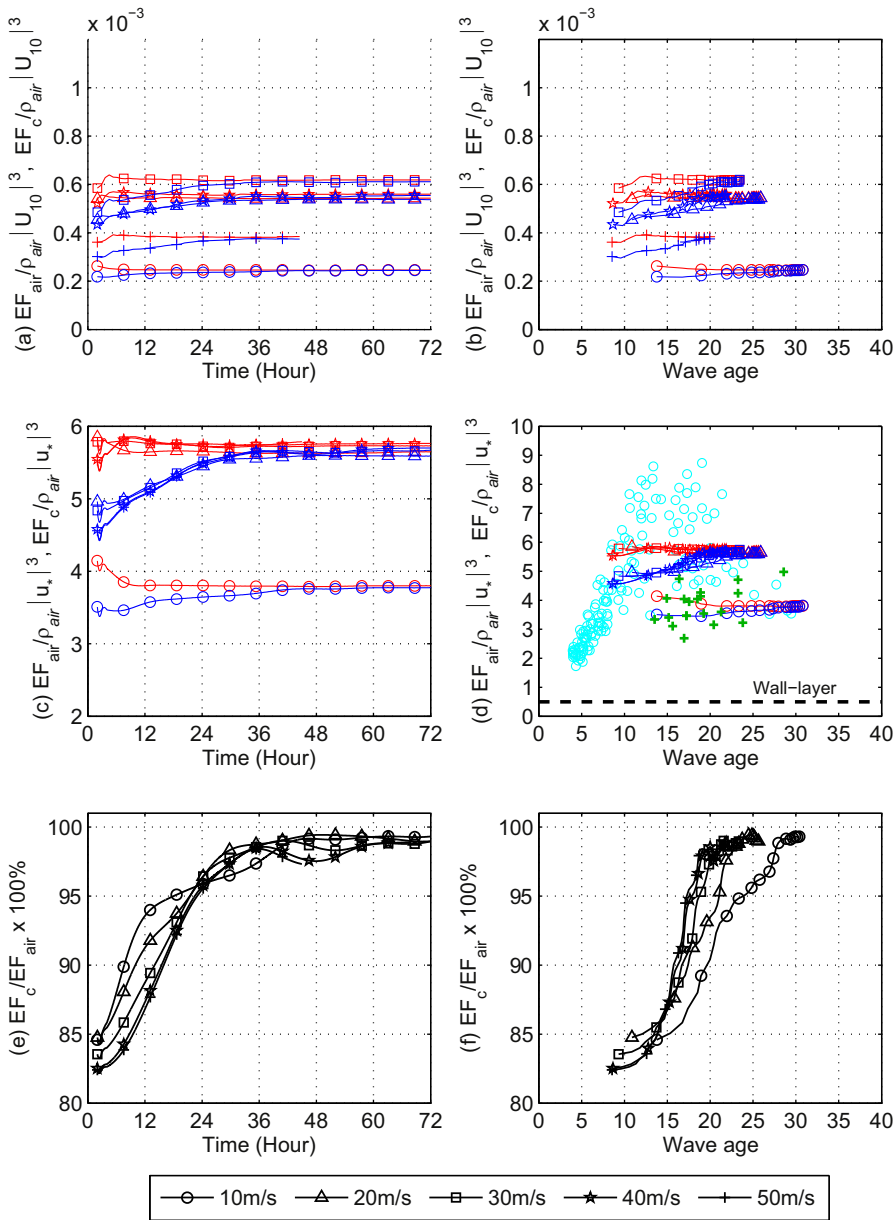 x 10⁻³
(a) EF_air/ρ_air|U_10|³, EF_c/ρ_air|U_10|³
1
0.8
0.6
0.4
0.2
0
0 12 24 36 48 60 72
Time (Hour)
x 10⁻³
(b) EF_air/ρ_air|U_10|³, EF_c/ρ_air|U_10|³
1
0.8
0.6
0.4
0.2
0
0 5 10 15 20 25 30 35 40
Wave age
(c) EF_air/ρ_air|u_*|³, EF_c/ρ_air|u_*|³
6
5
4
3
2
0 12 24 36 48 60 72
Time (Hour)
(d) EF_air/ρ_air|u_*|³, EF_c/ρ_air|u_*|³
10
9
8
7
6
5
4
3
2
1
0
Wall-layer
0 5 10 15 20 25 30 35 40
Wave age
(e) EF_c/EF_air x 100%
100
95
90
85
80
0 12 24 36 48 60 72
Time (Hour)
(f) EF_c/EF_air x 100%
100
95
90
85
80
0 5 10 15 20 25 30 35 40
Wave age
10m/s 20m/s 30m/s 40m/s 50m/s